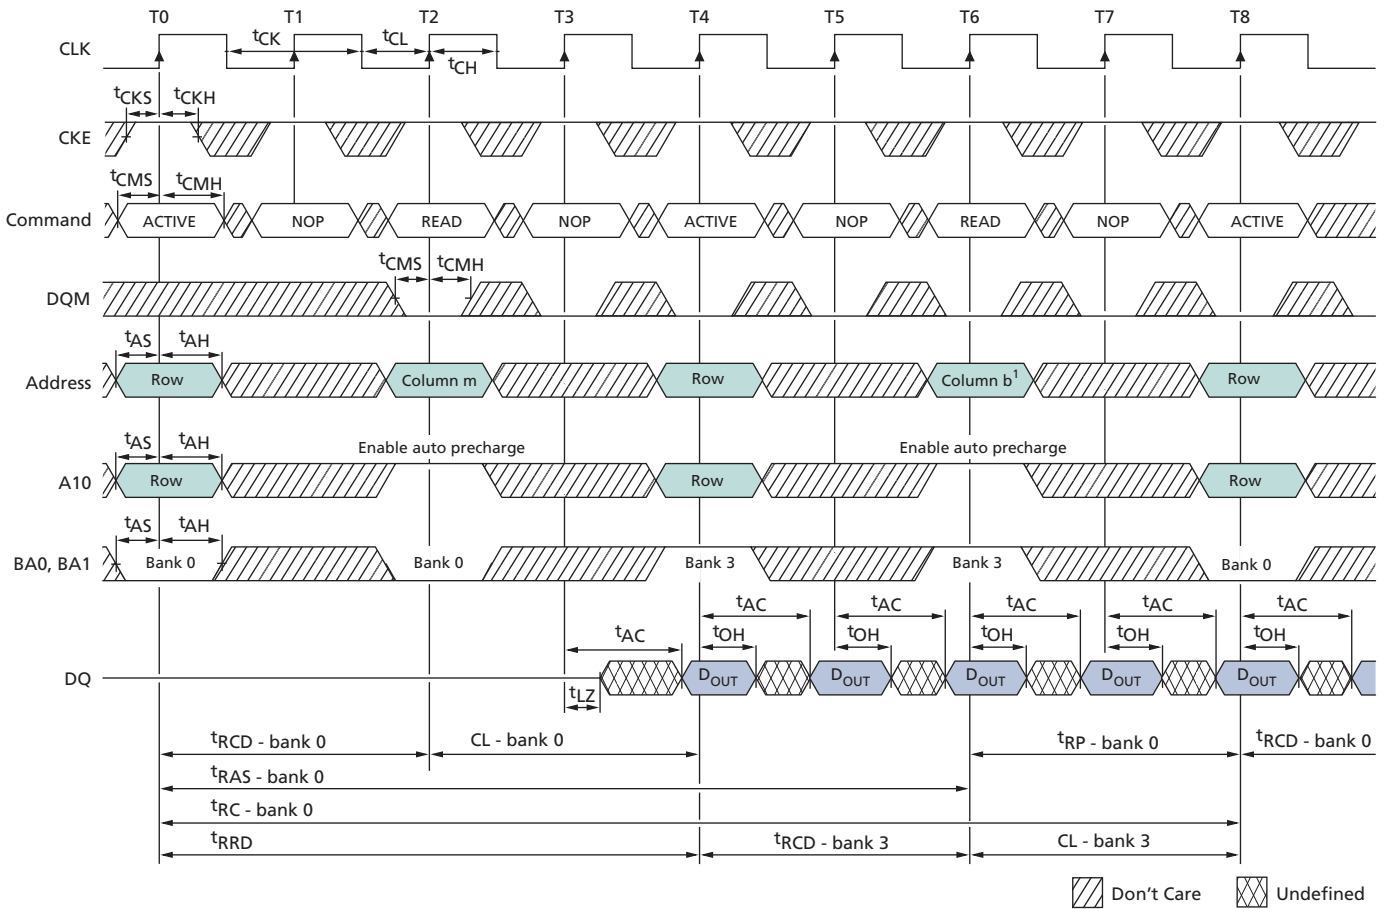 T0 T1 T2 T3 T4 T5 T6 T7 T8
CLK tCK tCL tCH
tCKS tCKH
CKE
tCMS tCMH
Command ACTIVE NOP READ NOP ACTIVE NOP READ NOP ACTIVE
tCMS tCMH
DQM
tAS tAH
Address Row Column m Row Column b1 Row
tAS tAH Enable auto precharge Enable auto precharge
A10 Row Row Row
tAS tAH
BA0, BA1 Bank 0 Bank 0 Bank 3 Bank 3 Bank 0
tAC tAC tAC tAC tAC
tAC tOH tOH tOH tOH tOH
DQ DOUT DOUT DOUT DOUT DOUT
tLZ
tRCD - bank 0 CL - bank 0 tRP - bank 0 tRCD - bank 0
tRAS - bank 0
tRC - bank 0
tRRD tRCD - bank 3 CL - bank 3
Don't Care Undefined